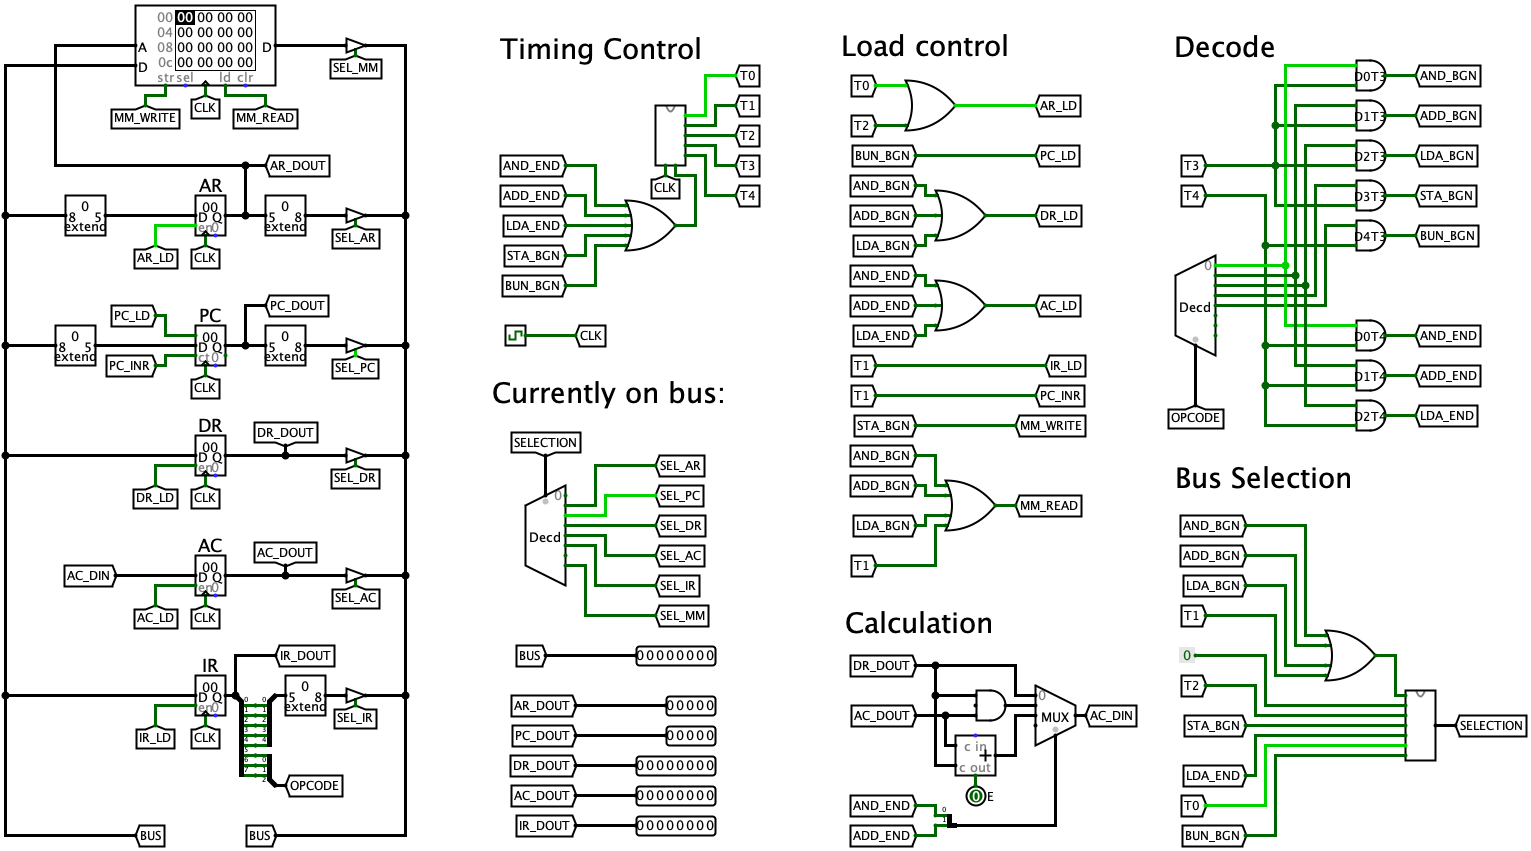 00 00 00 00 00
04 00 00 00 00
A 08 00 00 00 00 D
D 0c 00 00 00 00
str sel ld clr
SEL_MM
MM_WRITE CLK MM_READ
AR_DOUT
AR
0
8 5
extend
00
D Q
en 0
0
5 8
extend
SEL_AR
AR_LD CLK
PC_DOUT
PC_LD
PC
0
8 5
extend
00
D Q
ct 0
0
5 8
extend
PC_INR
SEL_PC
CLK
DR
DR_DOUT
00
D Q
en 0
SEL_DR
DR_LD CLK
AC
AC_DOUT
AC_DIN
00
D Q
en 0
SEL_AC
AC_LD CLK
IR
IR_DOUT
00
D Q
en 0
0
5 8
extend
SEL_IR
IR_LD CLK
OPCODE
BUS BUS
Timing Control
T0
T1
T2
T3
T4
CLK
AND_END
ADD_END
LDA_END
STA_BGN
BUN_BGN
CLK
Currently on bus:
SELECTION
0
Decd
SEL_AR
SEL_PC
SEL_DR
SEL_AC
SEL_IR
SEL_MM
BUS 00000000
AR_DOUT 00000
PC_DOUT 00000
DR_DOUT 00000000
AC_DOUT 00000000
IR_DOUT 00000000
Load control
T0
AR_LD
T2
BUN_BGN PC_LD
AND_BGN
ADD_BGN DR_LD
LDA_BGN
AND_END
ADD_END AC_LD
LDA_END
T1 IR_LD
T1 PC_INR
STA_BGN MM_WRITE
AND_BGN
ADD_BGN
MM_READ
LDA_BGN
T1
Calculation
DR_DOUT
0
AC_DOUT MUX AC_DIN
c in
+
c out
0 E
AND_END
0
1
ADD_END
Decode
D0T3 AND_BGN
D1T3 ADD_BGN
D2T3 LDA_BGN
T3
T4
D3T3 STA_BGN
D4T3 BUN_BGN
0
Decd
D0T4 AND_END
D1T4 ADD_END
D2T4 LDA_END
OPCODE
Bus Selection
AND_BGN
ADD_BGN
LDA_BGN
T1
0
T2
STA_BGN SELECTION
LDA_END
T0
BUN_BGN